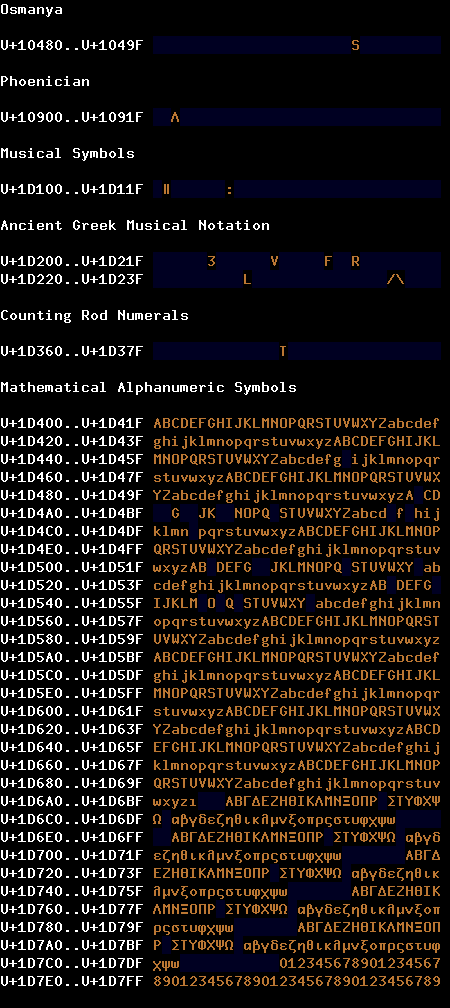 Osmanya
U+10480..U+1049F S
Phoenician
U+10900..U+1091F Λ
Musical Symbols
U+1D100..U+1D11F 𝄁 :
Ancient Greek Musical Notation
U+1D200..U+1D21F 3 V F R
U+1D220..U+1D23F L /\
Counting Rod Numerals
U+1D360..U+1D37F T
Mathematical Alphanumeric Symbols
U+1D400..U+1D41F ABCDEFGHIJKLMNOPQRSTUVWXYZabcdef
U+1D420..U+1D43F ghijklmnopqrstuvwxyzABCDEFGHIJKL
U+1D440..U+1D45F MNOPQRSTUVWXYZabcdefg ijklmnopqr
U+1D460..U+1D47F stuvwxyzABCDEFGHIJKLMNOPQRSTUVWX
U+1D480..U+1D49F YZabcdefghijklmnopqrstuvwxyzA CD
U+1D4A0..U+1D4BF G JK NOPQ STUVWXYZabcd f hij
U+1D4C0..U+1D4DF klmn pqrstuvwxyzABCDEFGHIJKLMNOP
U+1D4E0..U+1D4FF QRSTUVWXYZabcdefghijklmnopqrstuv
U+1D500..U+1D51F wxyzAB DEFG JKLMNOPQ STUVWXY ab
U+1D520..U+1D53F cdefghijklmnopqrstuvwxyzAB DEFG
U+1D540..U+1D55F IJKLM O Q STUVWXY abcdefghijklmn
U+1D560..U+1D57F opqrstuvwxyzABCDEFGHIJKLMNOPQRST
U+1D580..U+1D59F UVWXYZabcdefghijklmnopqrstuvwxyz
U+1D5A0..U+1D5BF ABCDEFGHIJKLMNOPQRSTUVWXYZabcdef
U+1D5C0..U+1D5DF ghijklmnopqrstuvwxyzABCDEFGHIJKL
U+1D5E0..U+1D5FF MNOPQRSTUVWXYZabcdefghijklmnopqr
U+1D600..U+1D61F stuvwxyzABCDEFGHIJKLMNOPQRSTUVWX
U+1D620..U+1D63F YZabcdefghijklmnopqrstuvwxyzABCD
U+1D640..U+1D65F EFGHIJKLMNOPQRSTUVWXYZabcdefghij
U+1D660..U+1D67F klmnopqrstuvwxyzABCDEFGHIJKLMNOP
U+1D680..U+1D69F QRSTUVWXYZabcdefghijklmnopqrstuv
U+1D6A0..U+1D6BF wxyzı ΑΒΓΔΕΖΗΘΙΚΛΜΝΞΟΠΡ ΣΤΥΦΧΨ
U+1D6C0..U+1D6DF Ω αβγδεζηθικλμνξοπρςστυφχψω
U+1D6E0..U+1D6FF ΑΒΓΔΕΖΗΘΙΚΛΜΝΞΟΠΡ ΣΤΥΦΧΨΩ αβγδ
U+1D700..U+1D71F εζηθικλμνξοπρςστυφχψω ΑΒΓΔ
U+1D720..U+1D73F ΕΖΗΘΙΚΛΜΝΞΟΠΡ ΣΤΥΦΧΨΩ αβγδεζηθικ
U+1D740..U+1D75F λμνξοπρςστυφχψω ΑΒΓΔΕΖΗΘΙΚ
U+1D760..U+1D77F ΛΜΝΞΟΠΡ ΣΤΥΦΧΨΩ αβγδεζηθικλμνξοπ
U+1D780..U+1D79F ρςστυφχψω ΑΒΓΔΕΖΗΘΙΚΛΜΝΞΟΠ
U+1D7A0..U+1D7BF Ρ ΣΤΥΦΧΨΩ αβγδεζηθικλμνξοπρςστυφ
U+1D7C0..U+1D7DF χψω 012345678901234567
U+1D7E0..U+1D7FF 89012345678901234567890123456789